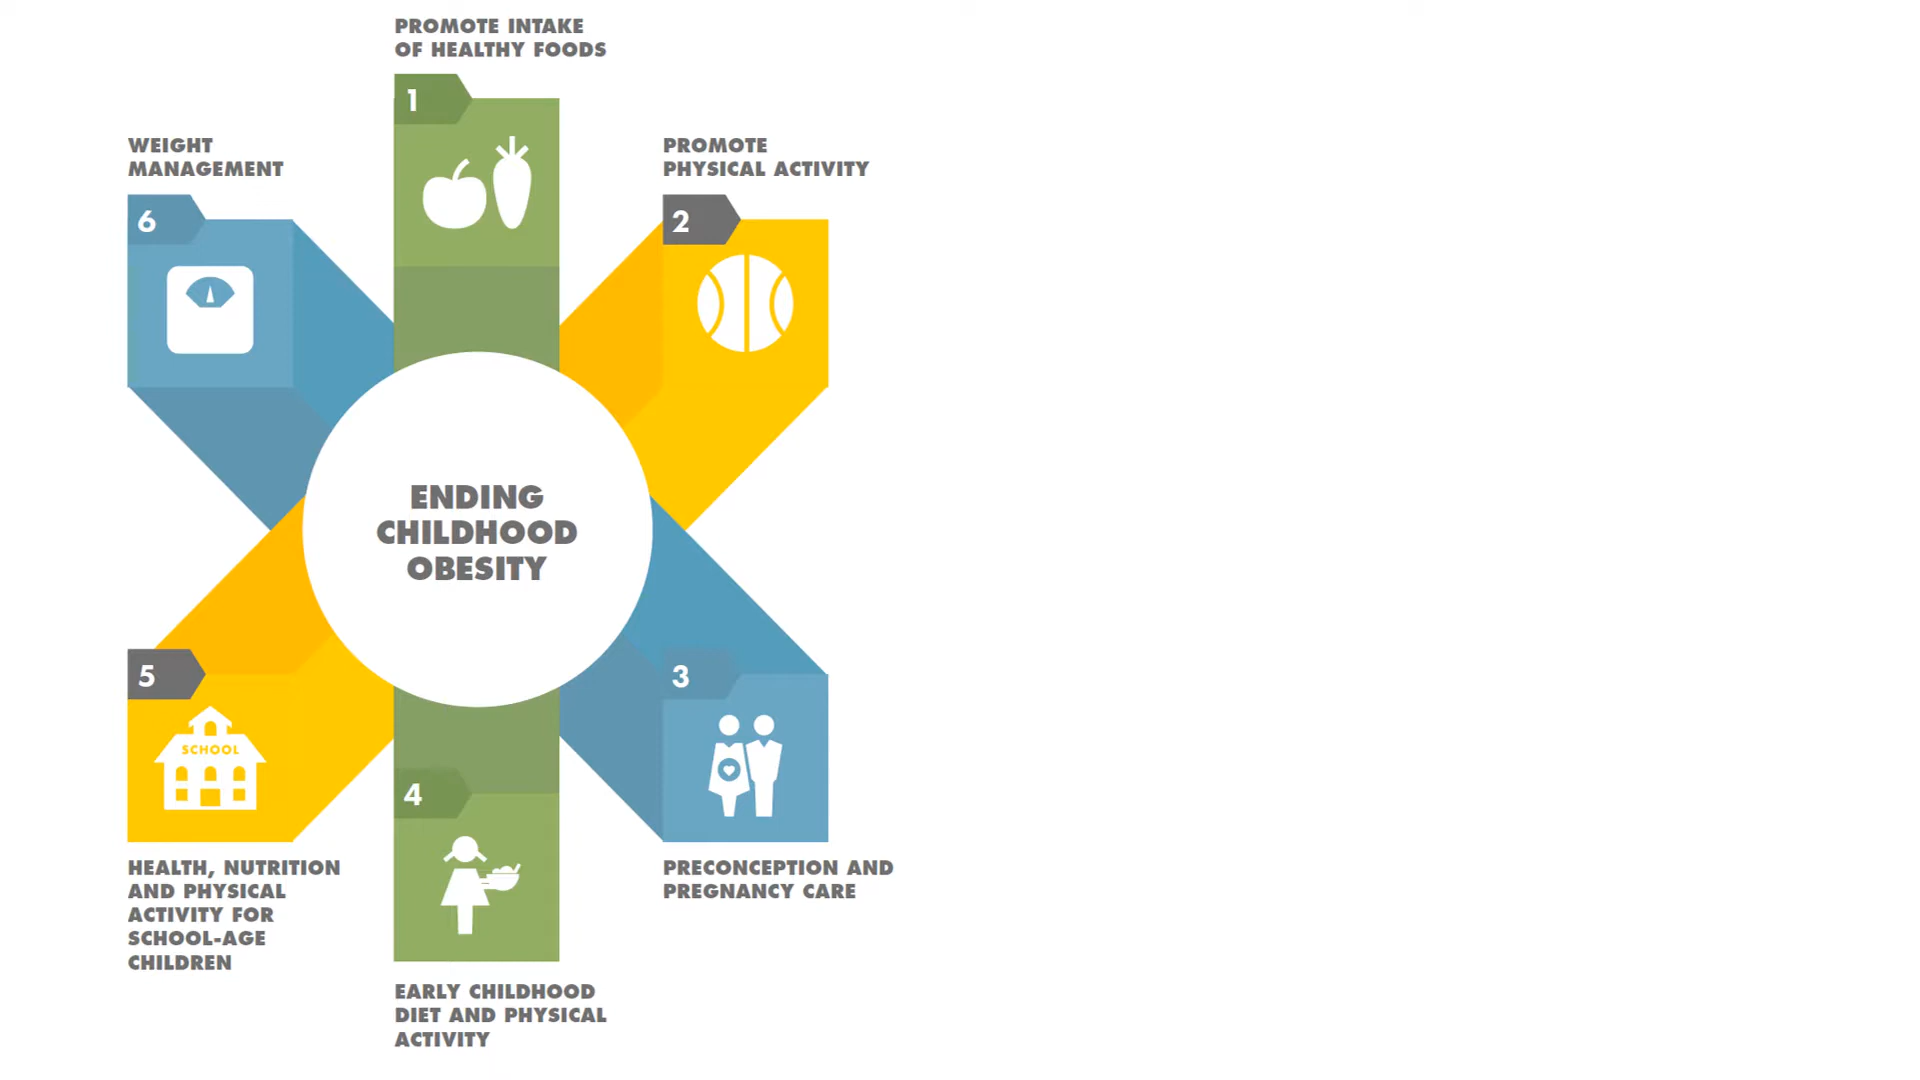 PROMOTE INTAKE
OF HEALTHY FOODS
1
PROMOTE
PHYSICAL ACTIVITY
2
PRECONCEPTION AND
PREGNANCY CARE
3
EARLY CHILDHOOD
DIET AND PHYSICAL
ACTIVITY
4
HEALTH, NUTRITION
AND PHYSICAL
ACTIVITY FOR
SCHOOL-AGE
CHILDREN
5
SCHOOL
WEIGHT
MANAGEMENT
6
ENDING
CHILDHOOD
OBESITY